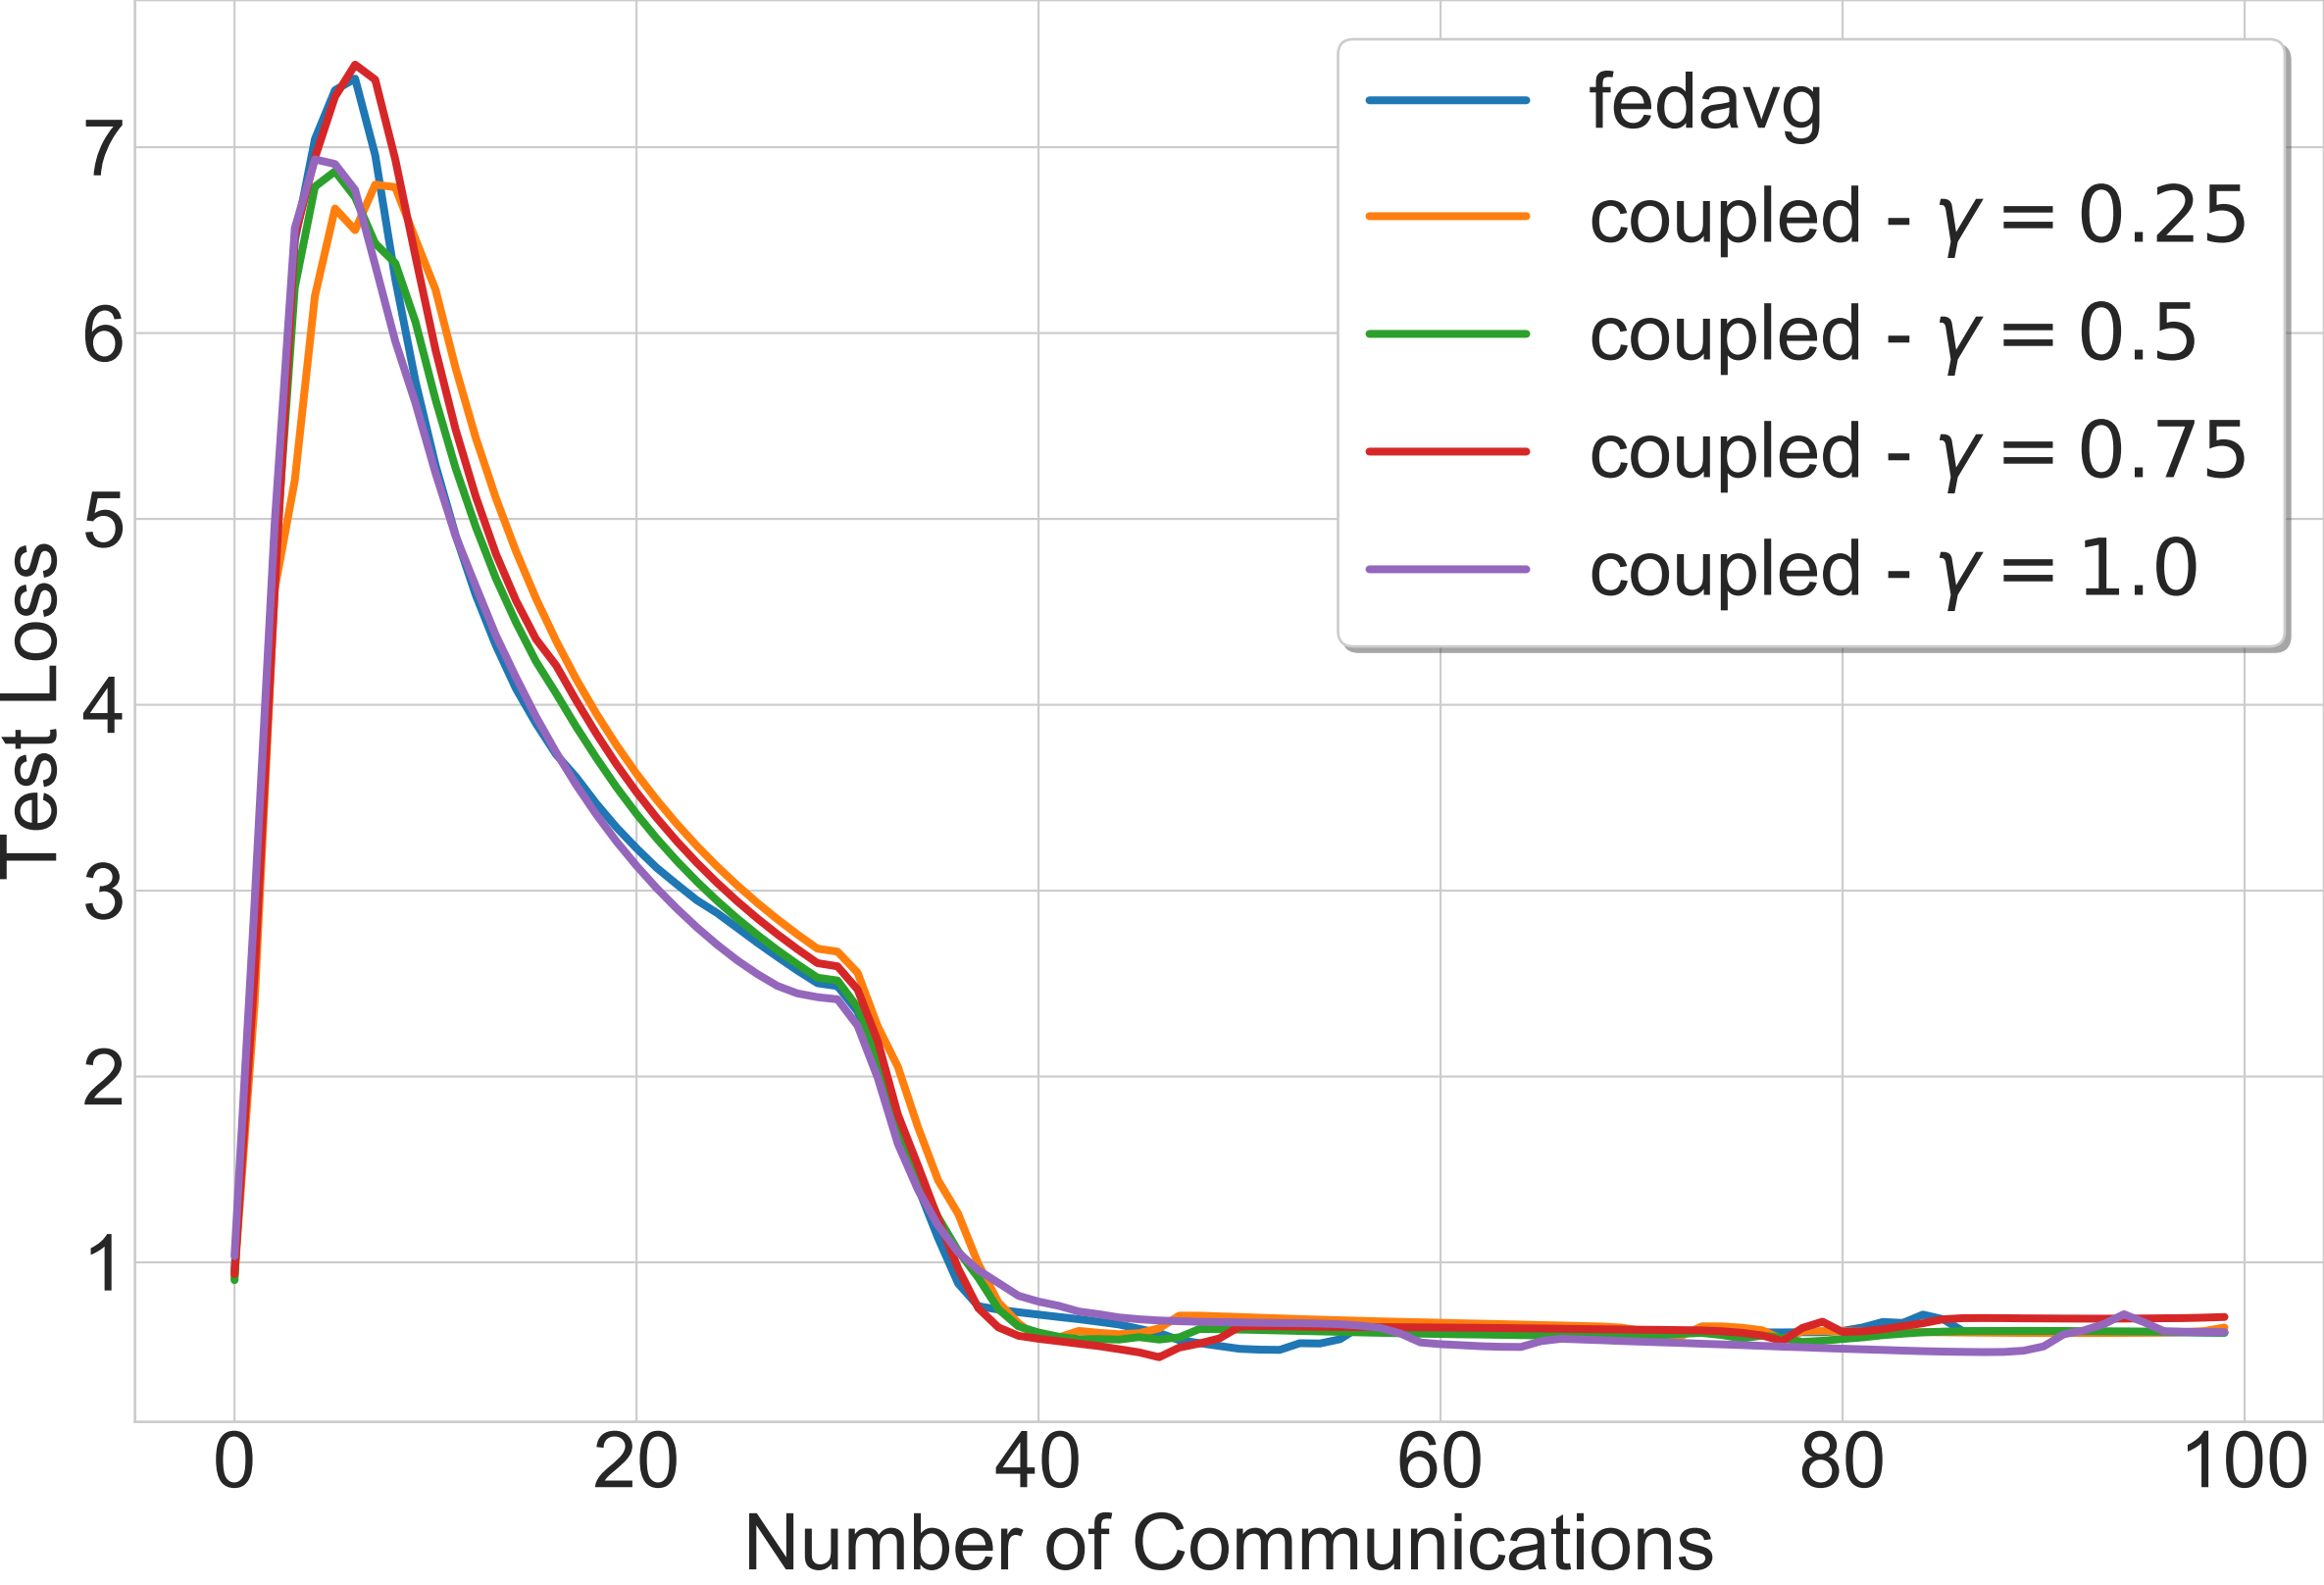 fedavg
coupled - γ = 0.25
coupled - γ = 0.5
coupled - γ = 0.75
coupled - γ = 1.0
Test Loss
7
6
5
4
3
2
1
0 20 40 60 80 100
Number of Communications